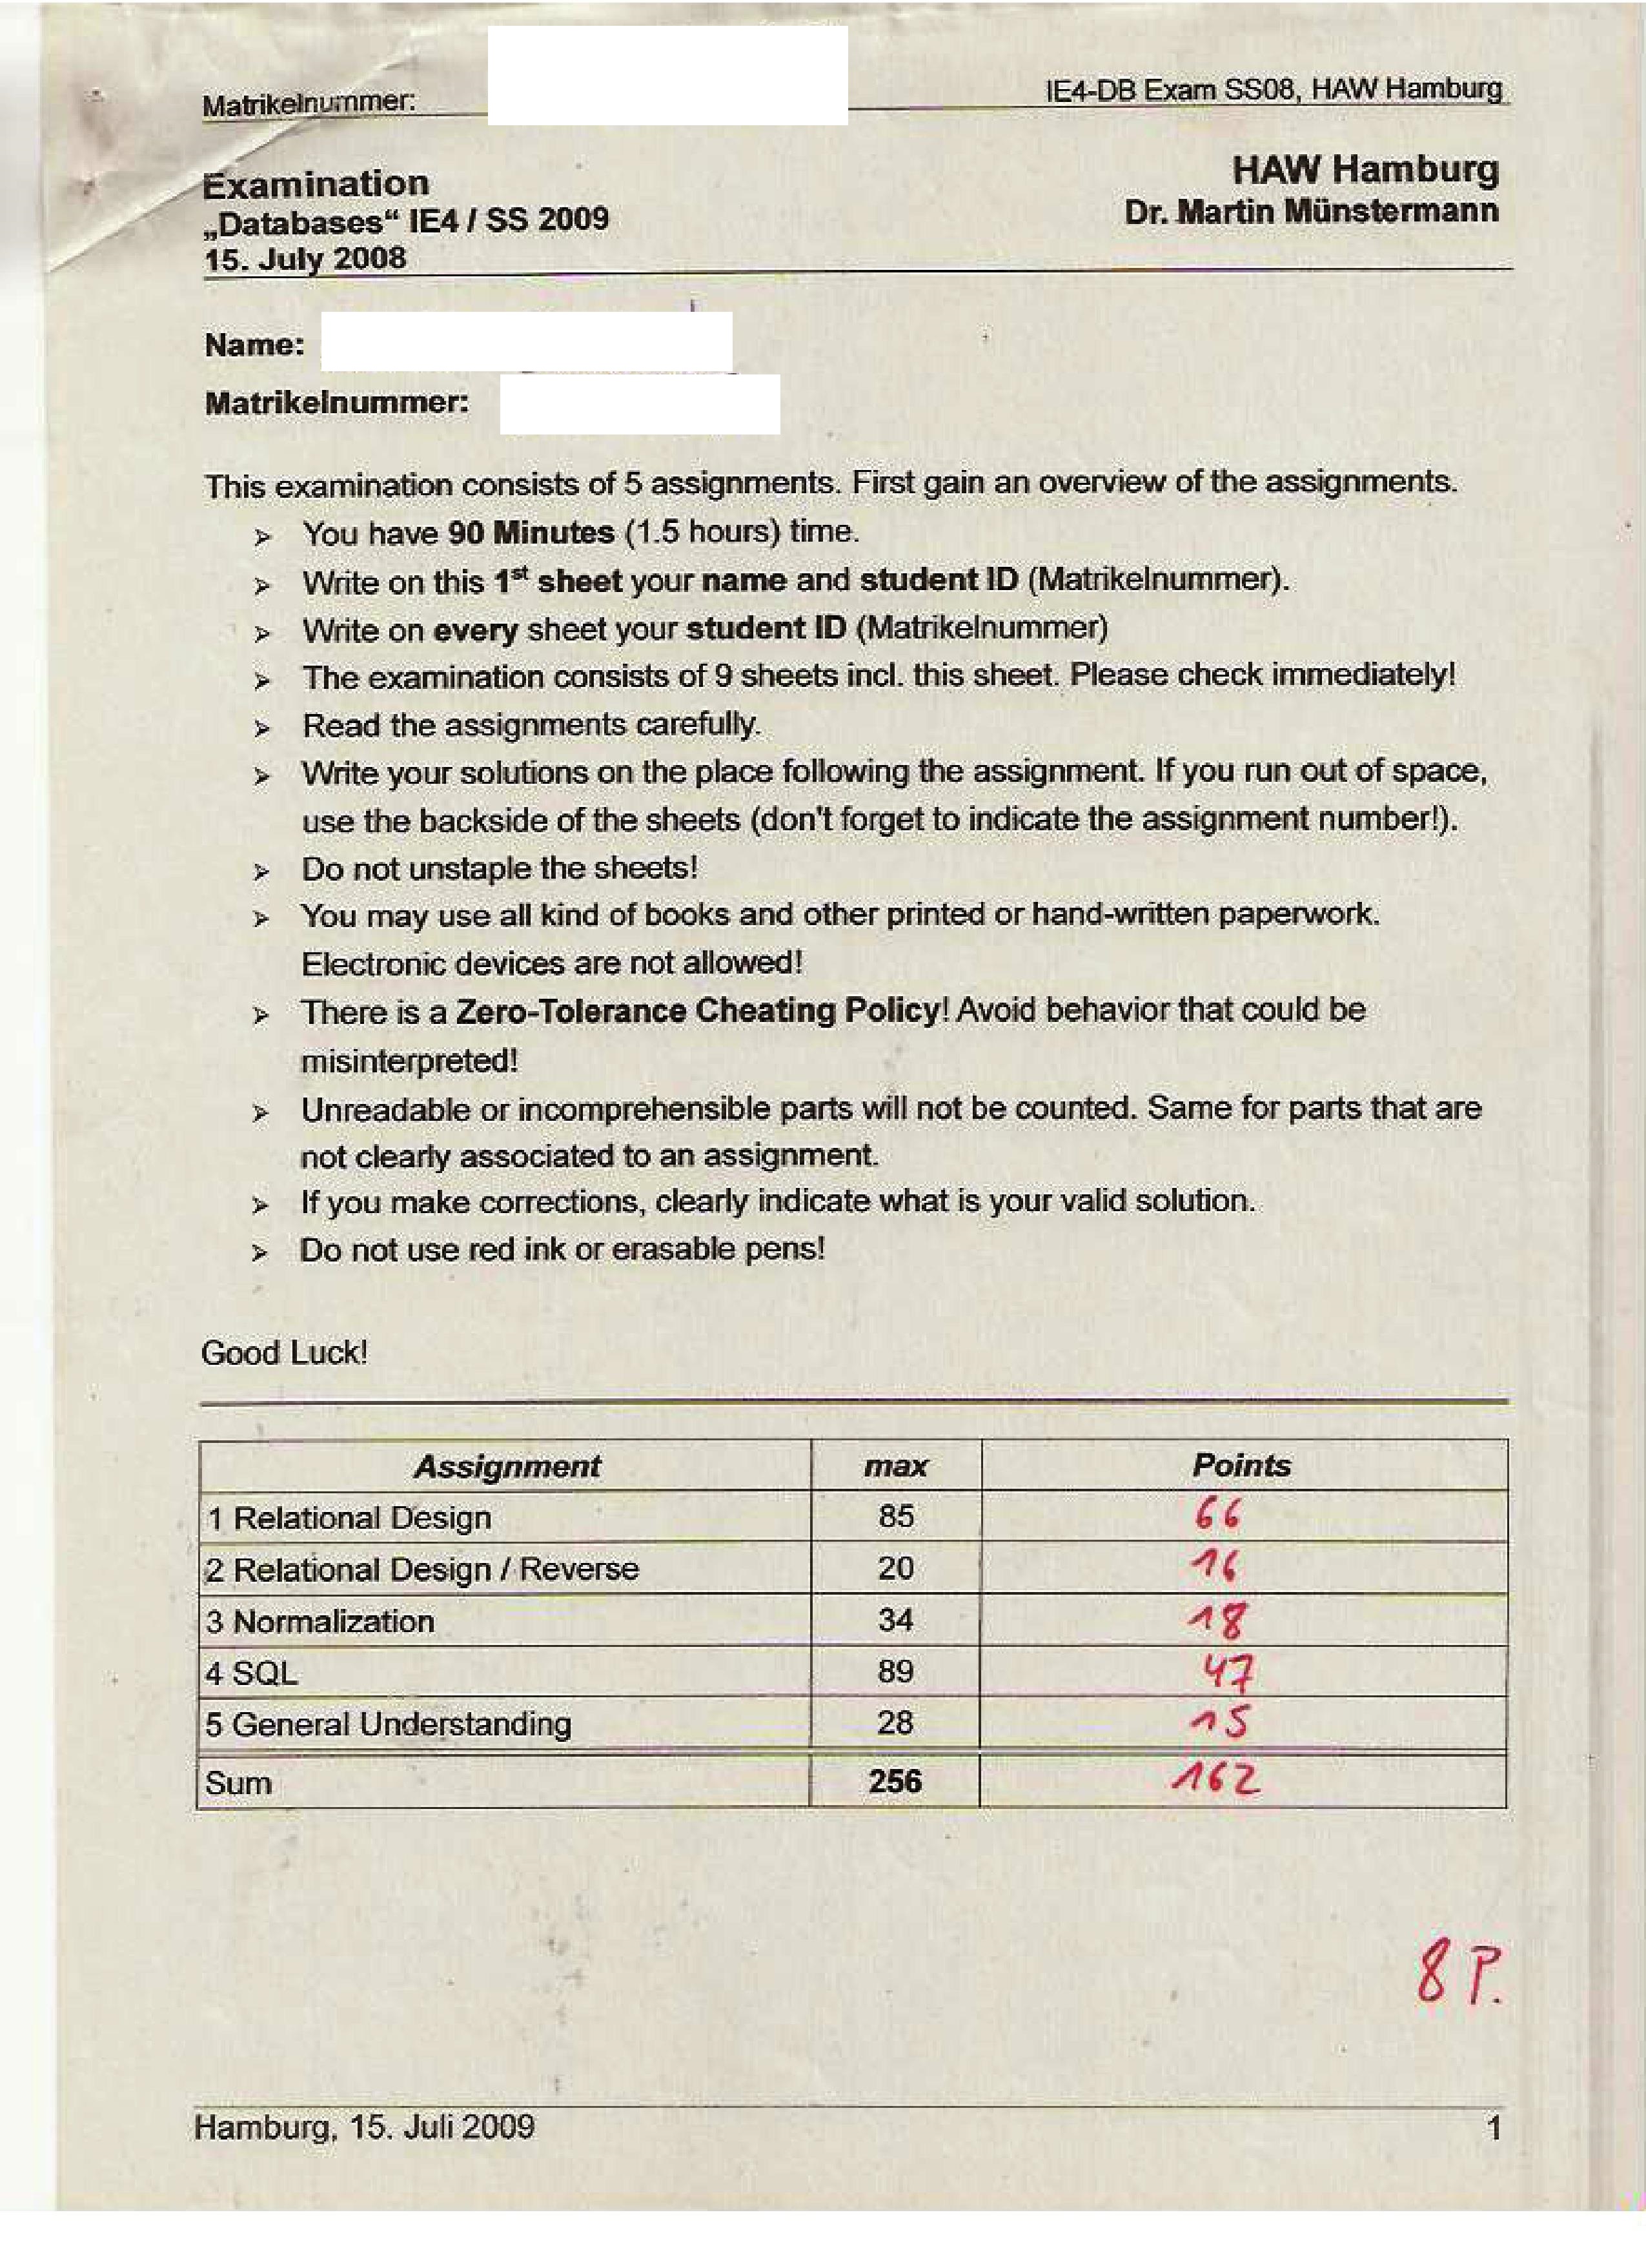 Matrikelnummer:
IE4-DB Exam SS08, HAW Hamburg
Examination
„Databases“ IE4 / SS 2009
15. July 2008
HAW Hamburg
Dr. Martin Münstermann
Name:
Matrikelnummer:
This examination consists of 5 assignments. First gain an overview of the assignments.
➢ You have 90 Minutes (1.5 hours) time.
➢ Write on this 1st sheet your name and student ID (Matrikelnummer).
➢ Write on every sheet your student ID (Matrikelnummer)
➢ The examination consists of 9 sheets incl. this sheet. Please check immediately!
➢ Read the assignments carefully.
➢ Write your solutions on the place following the assignment. If you run out of space,
use the backside of the sheets (don't forget to indicate the assignment number!).
➢ Do not unstaple the sheets!
➢ You may use all kind of books and other printed or hand-written paperwork.
Electronic devices are not allowed!
➢ There is a Zero-Tolerance Cheating Policy! Avoid behavior that could be
misinterpreted!
➢ Unreadable or incomprehensible parts will not be counted. Same for parts that are
not clearly associated to an assignment.
➢ If you make corrections, clearly indicate what is your valid solution.
➢ Do not use red ink or erasable pens!
Good Luck!
Assignment max Points
1 Relational Design 85 66
2 Relational Design / Reverse 20 16
3 Normalization 34 18
4 SQL 89 47
5 General Understanding 28 15
Sum 256 162
8 P.
Hamburg, 15. Juli 2009 1